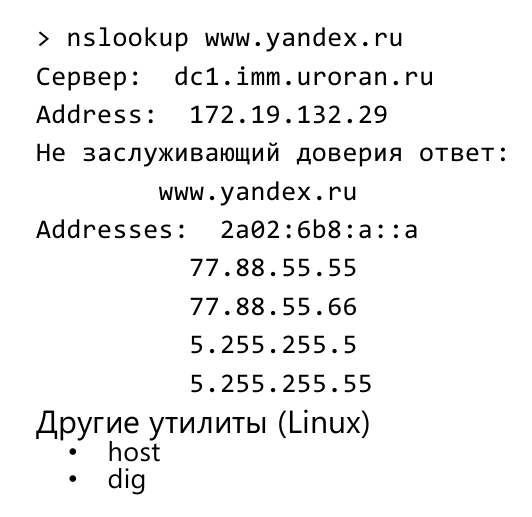 > nslookup www.yandex.ru
Сервер: dc1.imm.uroran.ru
Address: 172.19.132.29
Не заслуживающий доверия ответ:
www.yandex.ru
Addresses: 2a02:6b8:a::a
77.88.55.55
77.88.55.66
5.255.255.5
5.255.255.55
Другие утилиты (Linux)
• host
• dig